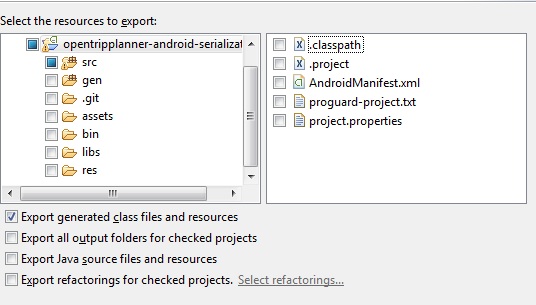 Select the resources to export:
opentripplanner-android-serializat
src
gen
.git
assets
bin
libs
res
.classpath
.project
AndroidManifest.xml
proguard-project.txt
project.properties
Export generated class files and resources
Export all output folders for checked projects
Export Java source files and resources
Export refactorings for checked projects. Select refactorings...